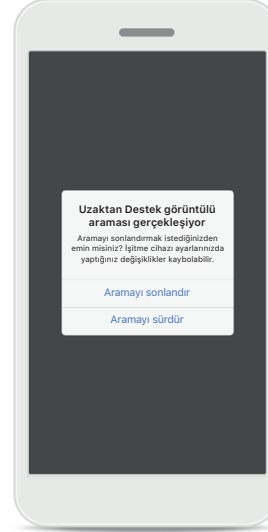 Uzaktan Destek görüntülü
araması gerçekleşiyor
Aramayı sonlandırmak istediğinizden
emin misiniz? İşitme cihazı ayarlarınızda
yaptığınız değişiklikler kaybolabilir.
Aramayı sonlandır
Aramayı sürdür